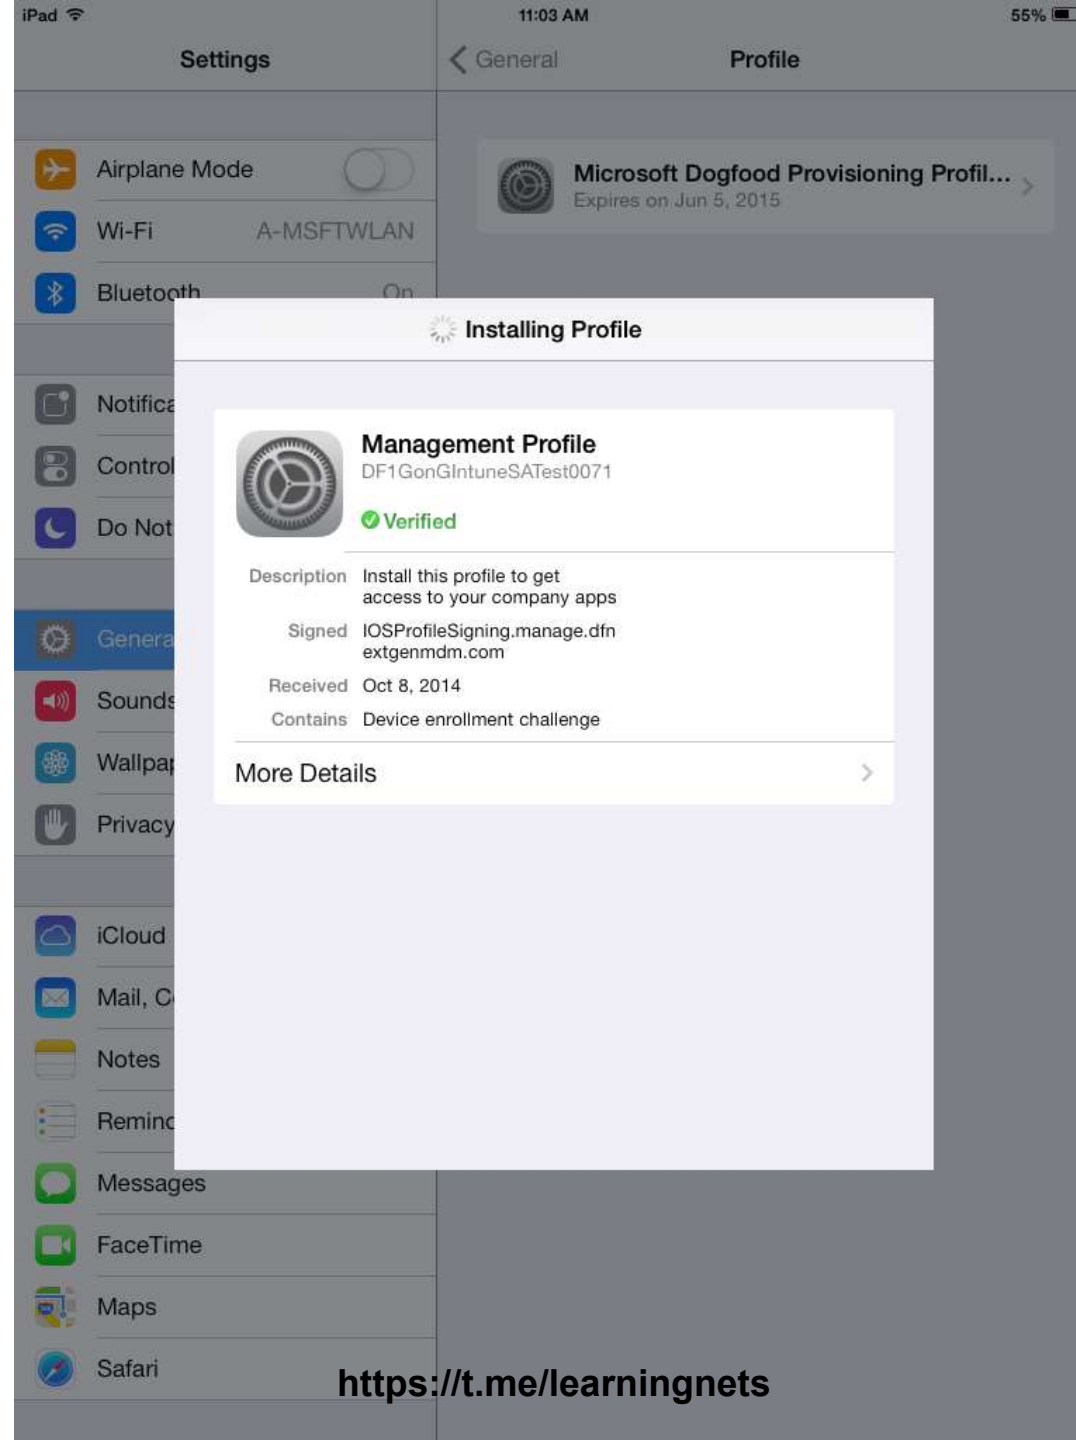 iPad 11:03 AM 55%
Settings
General Profile
Airplane Mode
Microsoft Dogfood Provisioning Profil...
Expires on Jun 5, 2015
Wi-Fi A-MSFTWLAN
Bluetooth On
Installing Profile
Notifica
Control
Do Not
Genera
Sounds
Wallpap
Privacy
iCloud
Mail, Co
Notes
Remind
Messages
FaceTime
Maps
Safari
Management Profile
DF1GonGIntuneSATest0071
Verified
Description Install this profile to get
access to your company apps
Signed IOSProfileSigning.manage.dfn
extgenmdm.com
Received Oct 8, 2014
Contains Device enrollment challenge
More Details
https://t.me/learningnets